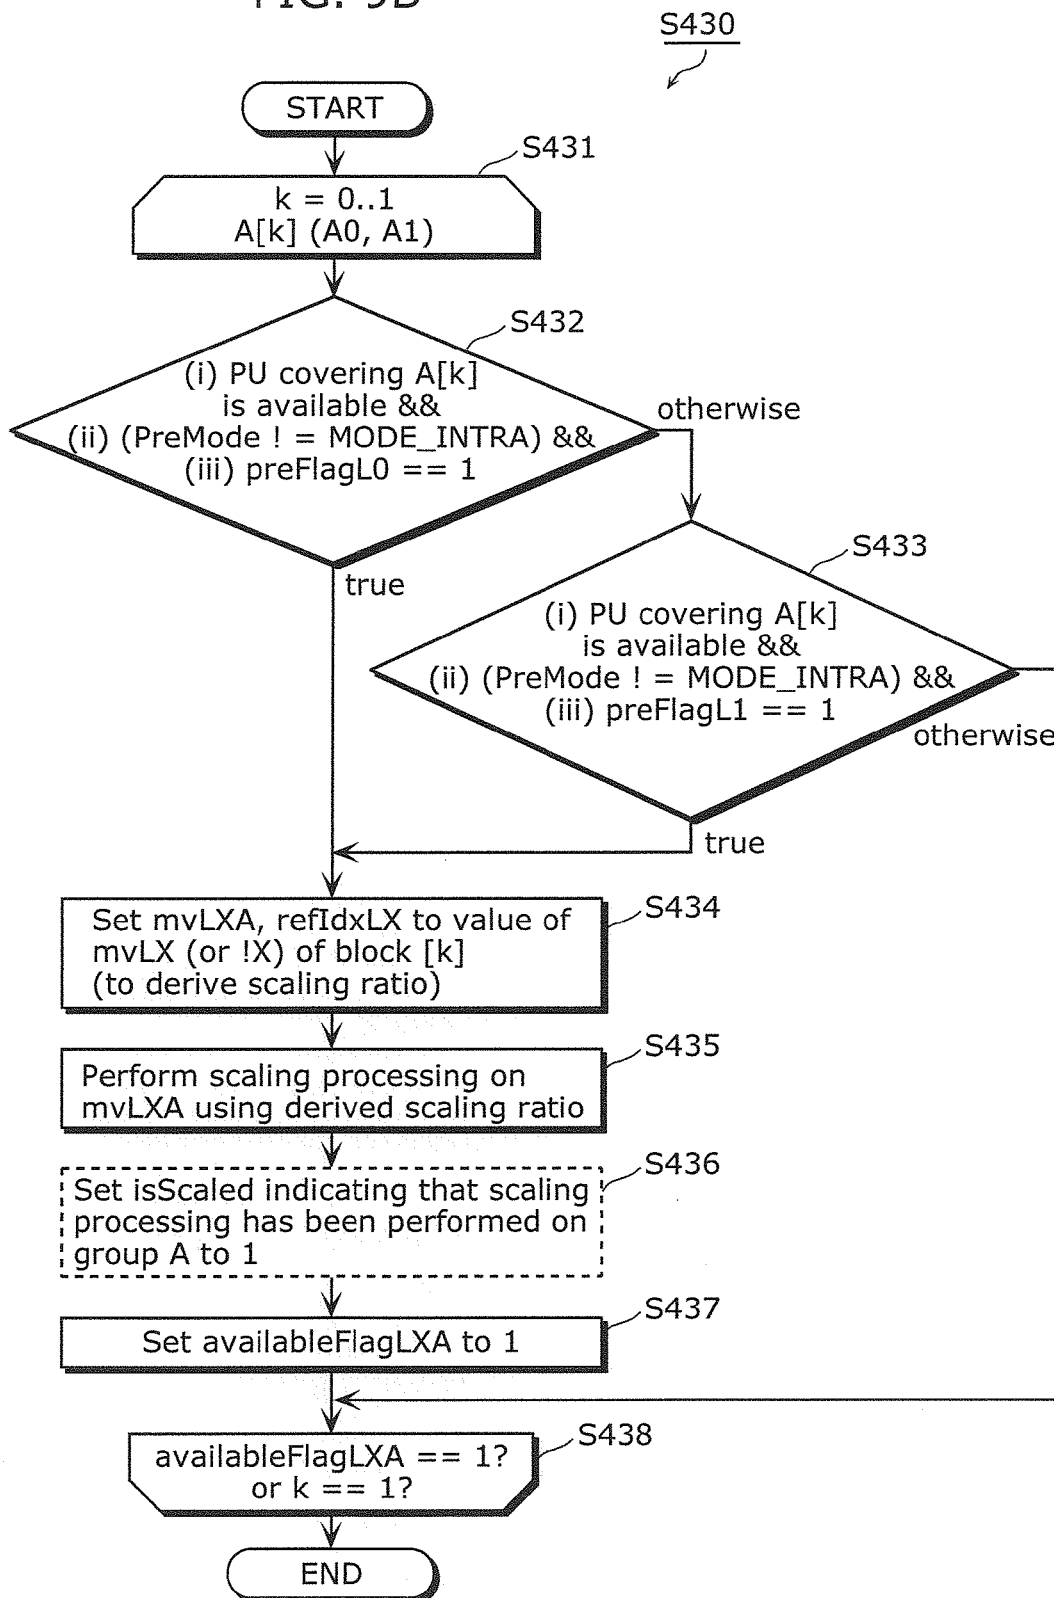 FIG. 9B
S430
START
S431
k = 0..1
A[k] (A0, A1)
S432
(i) PU covering A[k]
is available &&
(ii) (PreMode ! = MODE_INTRA) &&
(iii) preFlagL0 == 1
otherwise
true
S433
(i) PU covering A[k]
is available &&
(ii) (PreMode ! = MODE_INTRA) &&
(iii) preFlagL1 == 1
otherwise
true
S434
Set mvLXA, refIdxLX to value of
mvLX (or !X) of block [k]
(to derive scaling ratio)
S435
Perform scaling processing on
mvLXA using derived scaling ratio
S436
Set isScaled indicating that scaling
processing has been performed on
group A to 1
S437
Set availableFlagLXA to 1
S438
availableFlagLXA == 1?
or k == 1?
END